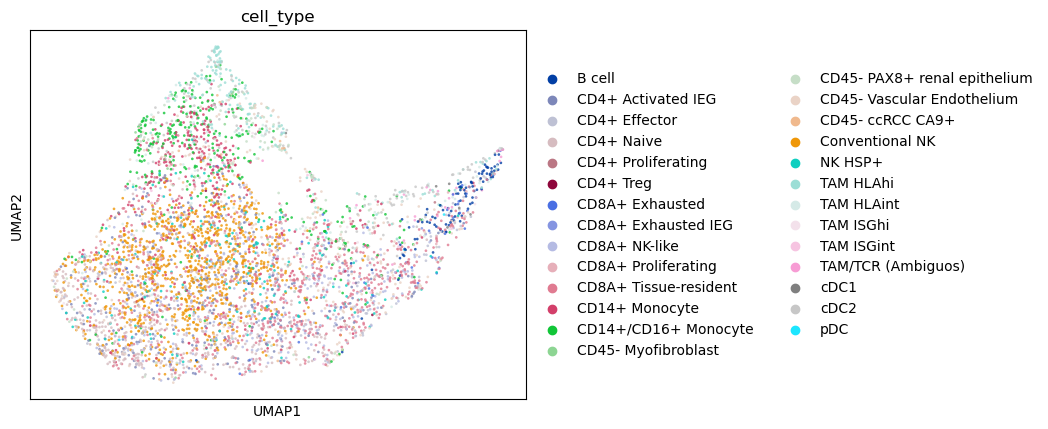 cell_type
UMAP2
UMAP1
B cell
CD4+ Activated IEG
CD4+ Effector
CD4+ Naive
CD4+ Proliferating
CD4+ Treg
CD8A+ Exhausted
CD8A+ Exhausted IEG
CD8A+ NK-like
CD8A+ Proliferating
CD8A+ Tissue-resident
CD14+ Monocyte
CD14+/CD16+ Monocyte
CD45- Myofibroblast
CD45- PAX8+ renal epithelium
CD45- Vascular Endothelium
CD45- ccRCC CA9+
Conventional NK
NK HSP+
TAM HLAhi
TAM HLAint
TAM ISGhi
TAM ISGint
TAM/TCR (Ambiguos)
cDC1
cDC2
pDC